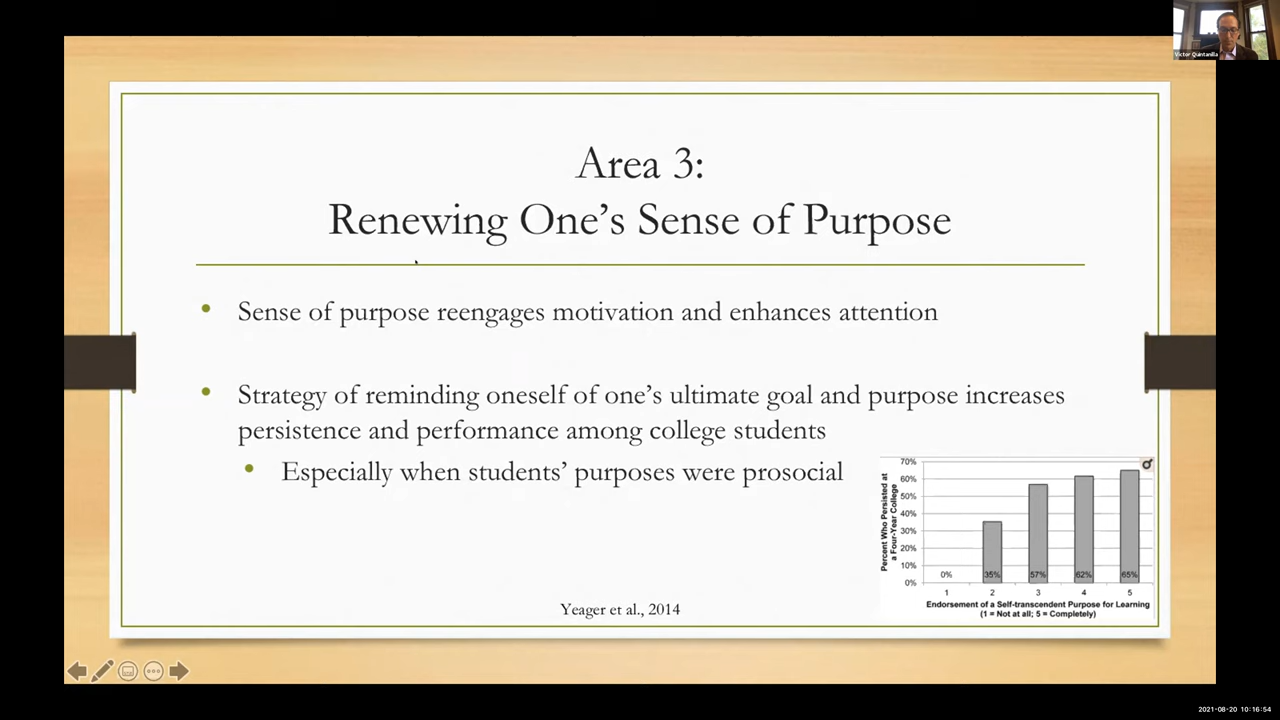 Victor Quintanilla
Area 3:
Renewing One’s Sense of Purpose
Sense of purpose reengages motivation and enhances attention
Strategy of reminding oneself of one’s ultimate goal and purpose increases
persistence and performance among college students
Especially when students’ purposes were prosocial
Percent Who Persisted at
a Four-Year College
70%
60%
50%
40%
30%
20%
10%
0%
0%
35%
57%
62%
65%
1
2
3
4
5
Endorsement of a Self-transcendent Purpose for Learning
(1 = Not at all; 5 = Completely)
Yeager et al., 2014
2021-08-20 10:16:54